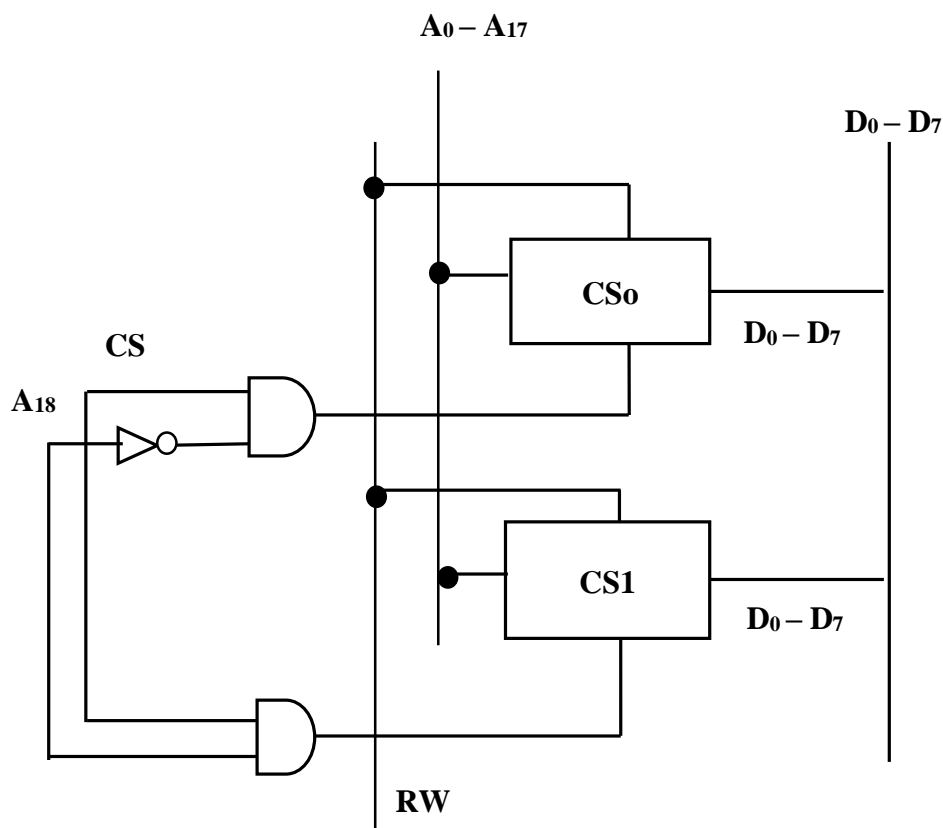 A₀ – A₁₇
D₀ – D₇
CSo
D₀ – D₇
CS
A₁₈
CS1
D₀ – D₇
RW